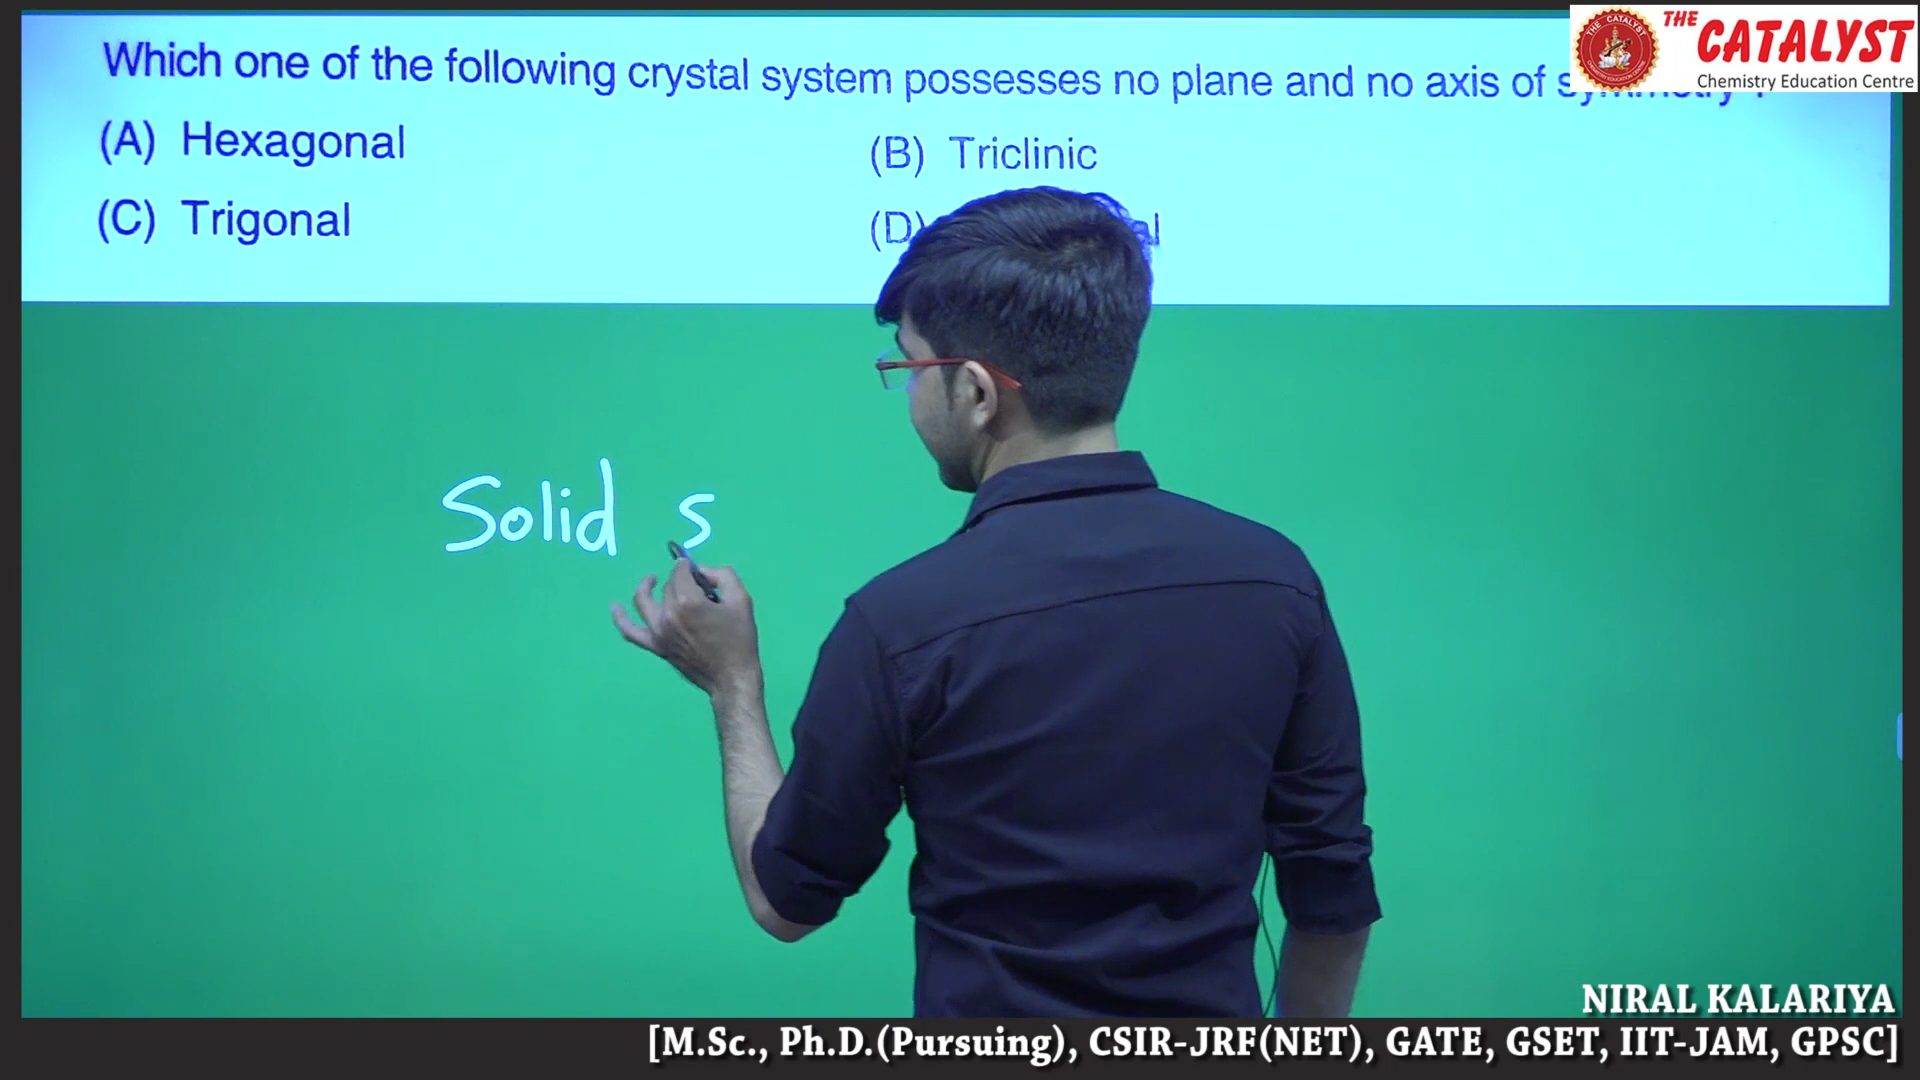 Which one of the following crystal system possesses no plane and no axis of
(A) Hexagonal
(B) Triclinic
(C) Trigonal
(D)
Solid s
THE
CATALYST
Chemistry Education Centre
NIRAL KALARIYA
[M.Sc., Ph.D.(Pursuing), CSIR-JRF(NET), GATE, GSET, IIT-JAM, GPSC]